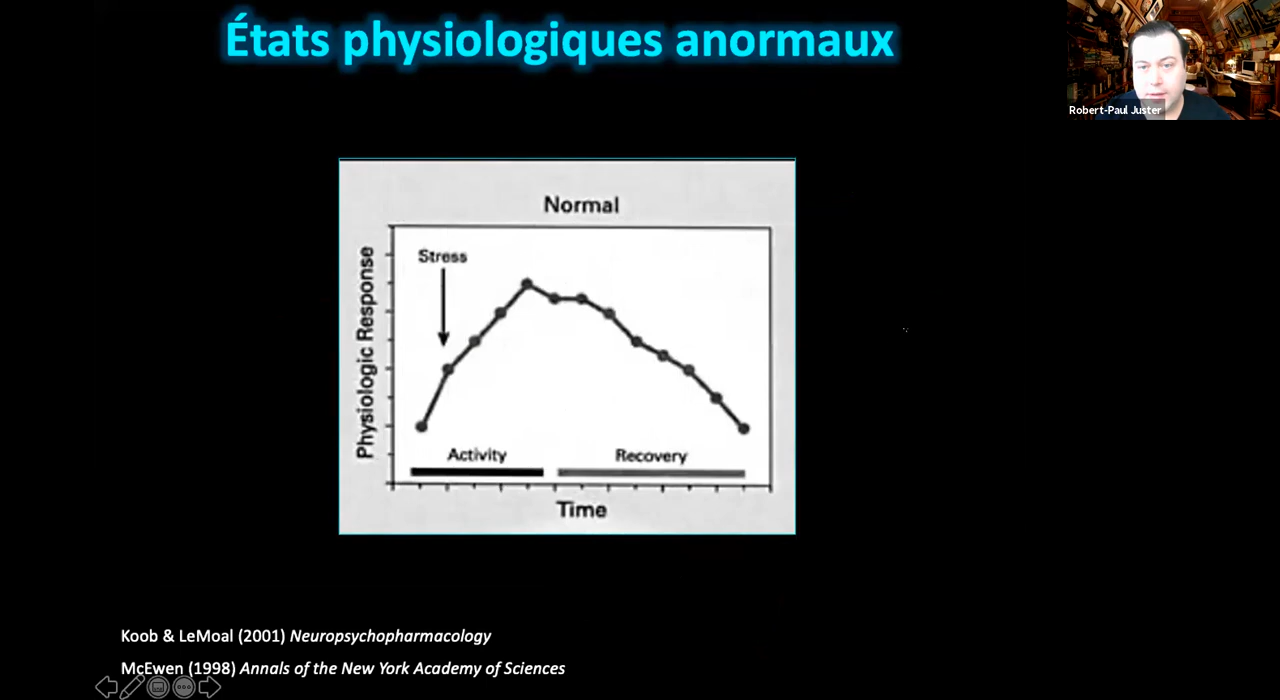 États physiologiques anormaux
Robert-Paul Juster
Normal
Stress
Physiologic Response
Activity
Recovery
Time
Koob & LeMoal (2001) Neuropsychopharmacology
McEwen (1998) Annals of the New York Academy of Sciences